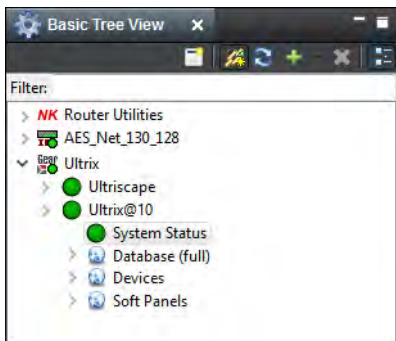 Basic Tree View
Filter:
NK Router Utilities
AES_Net_130_128
Gear Ultrix
Ultriscape
Ultrix@10
System Status
Database (full)
Devices
Soft Panels